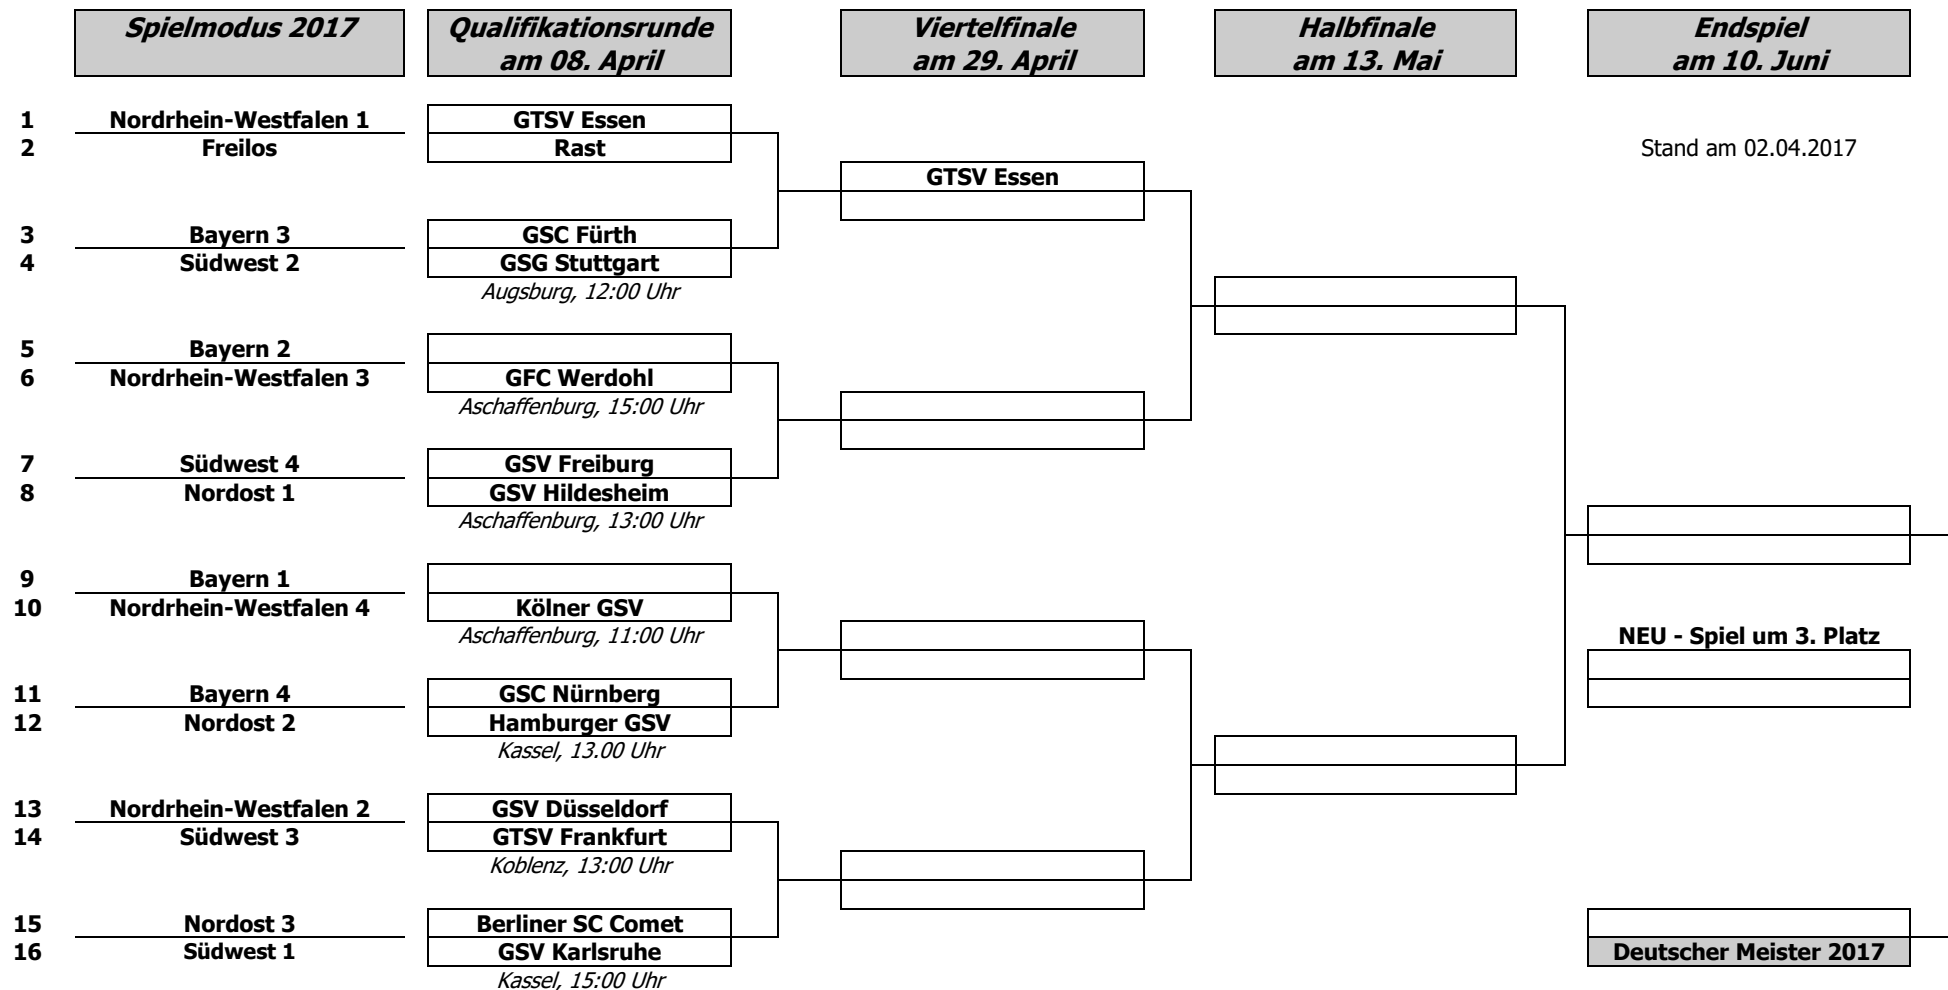 Spielmodus 2017
Qualifikationsrunde
am 08. April
Viertelfinale
am 29. April
Halbfinale
am 13. Mai
Endspiel
am 10. Juni
1 Nordrhein-Westfalen 1 GTSV Essen
2 Freilos Rast Stand am 02.04.2017
GTSV Essen
3 Bayern 3 GSC Fürth
4 Südwest 2 GSG Stuttgart
Augsburg, 12:00 Uhr
5 Bayern 2
6 Nordrhein-Westfalen 3 GFC Werdohl
Aschaffenburg, 15:00 Uhr
7 Südwest 4 GSV Freiburg
8 Nordost 1 GSV Hildesheim
Aschaffenburg, 13:00 Uhr
9 Bayern 1
10 Nordrhein-Westfalen 4 Kölner GSV
Aschaffenburg, 11:00 Uhr NEU - Spiel um 3. Platz
11 Bayern 4 GSC Nürnberg
12 Nordost 2 Hamburger GSV
Kassel, 13.00 Uhr
13 Nordrhein-Westfalen 2 GSV Düsseldorf
14 Südwest 3 GTSV Frankfurt
Koblenz, 13:00 Uhr
15 Nordost 3 Berliner SC Comet
16 Südwest 1 GSV Karlsruhe Deutscher Meister 2017
Kassel, 15:00 Uhr